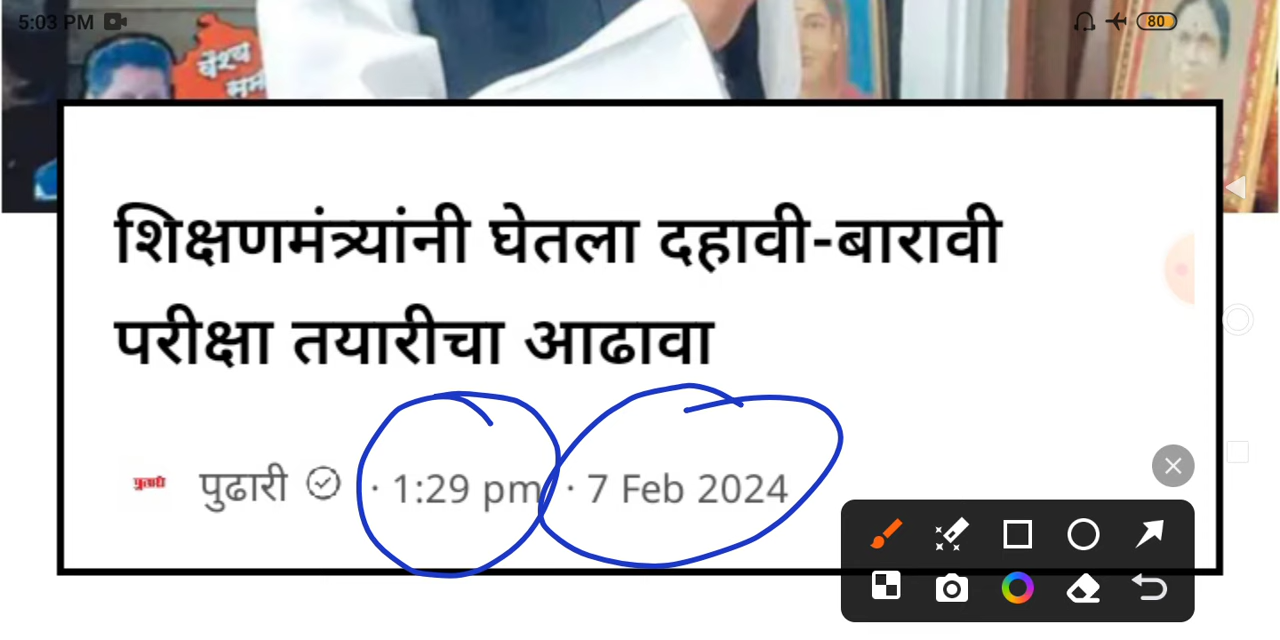 5:03 PM
80
वैश्य
शिक्षणमंत्र्यांनी घेतला दहावी-बारावी
परीक्षा तयारीचा आढावा
पुढारी पुढारी · 1:29 pm · 7 Feb 2024